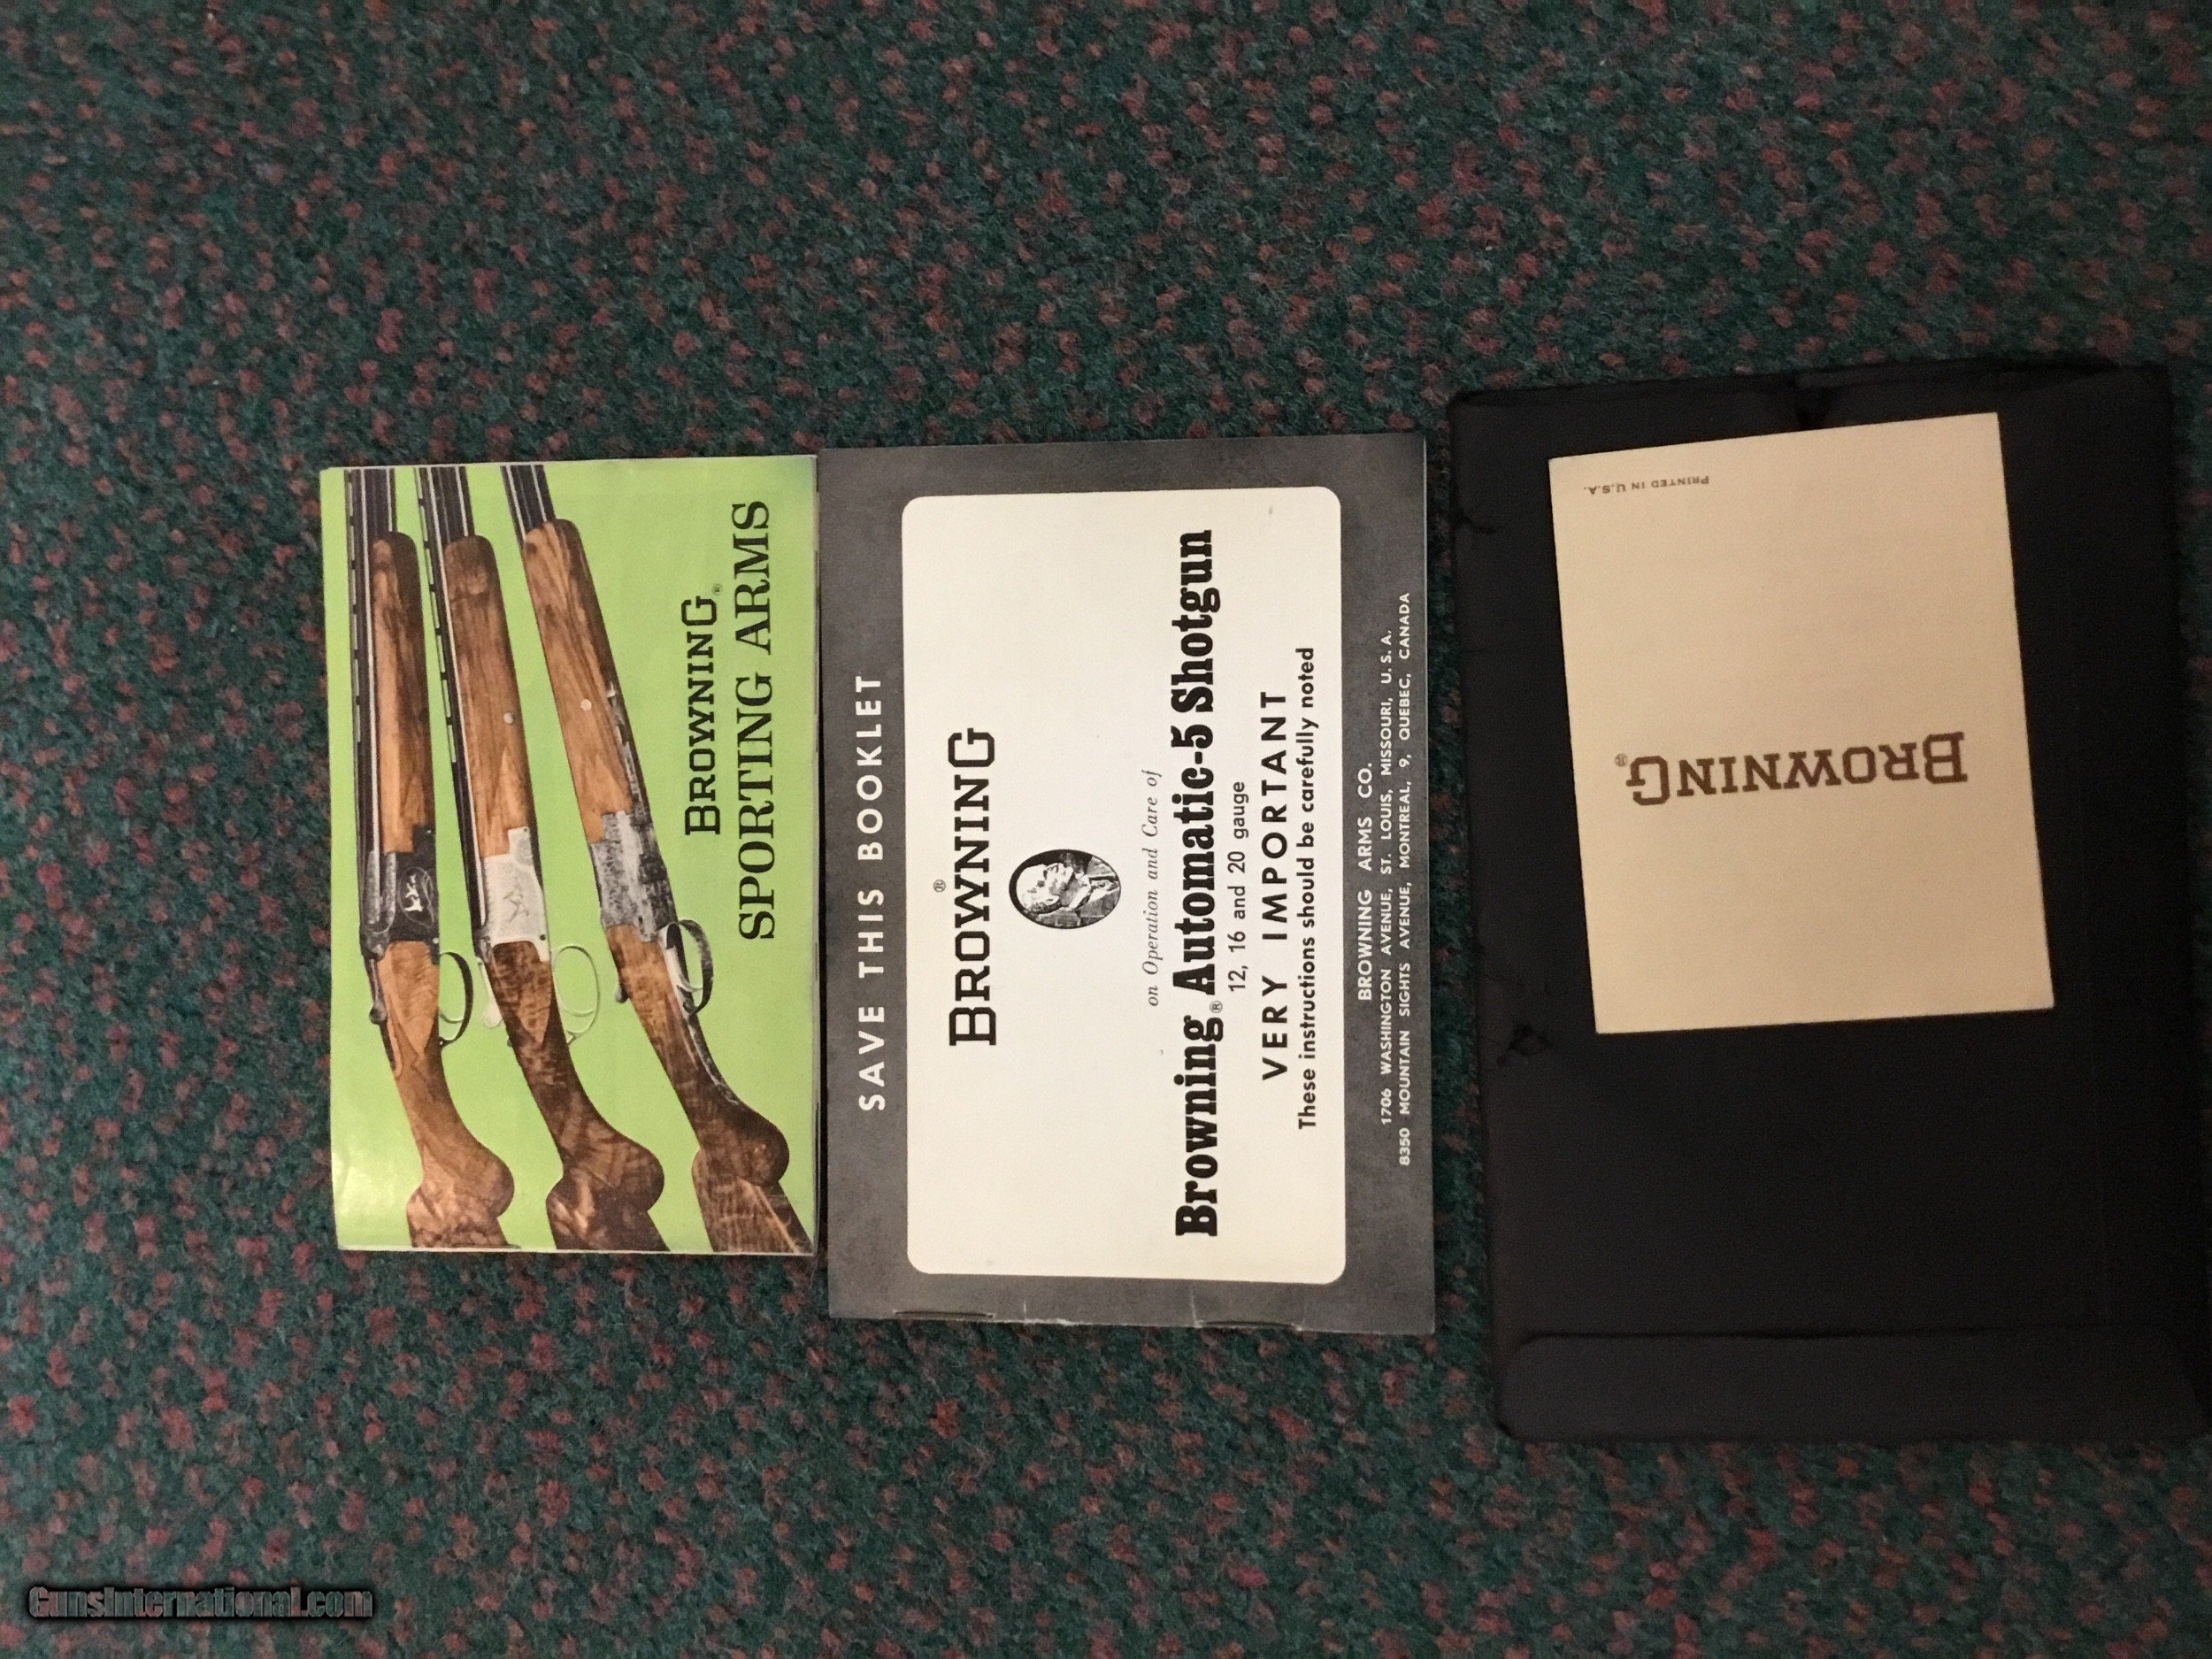 BROWNING®
SPORTING ARMS
SAVE THIS BOOKLET
BROWNING®
on Operation and Care of
Browning® Automatic-5 Shotgun
12, 16 and 20 gauge
VERY IMPORTANT
These instructions should be carefully noted
BROWNING ARMS CO.
1706 WASHINGTON AVENUE, ST. LOUIS, MISSOURI, U.S.A.
8350 MOUNTAIN SIGHTS AVENUE, MONTREAL, 9, QUEBEC, CANADA
BROWNING®
PRINTED IN U.S.A.
GunsInternational.com